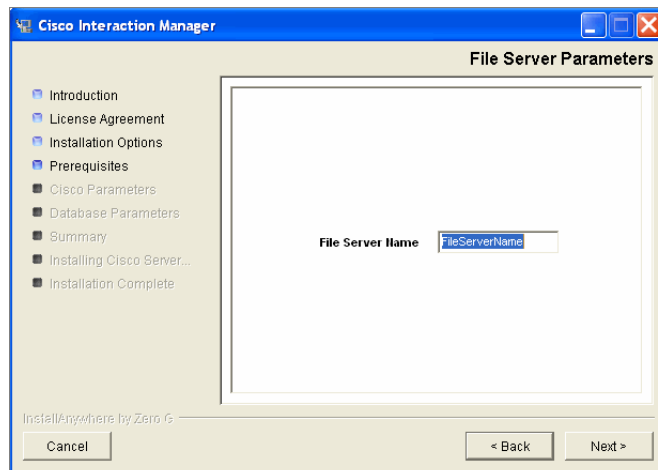 Cisco Interaction Manager
File Server Parameters
Introduction
License Agreement
Installation Options
Prerequisites
Cisco Parameters
Database Parameters
Summary
Installing Cisco Server...
Installation Complete
File Server Name
FileServerName
InstallAnywhere by Zero G
Cancel
< Back
Next >